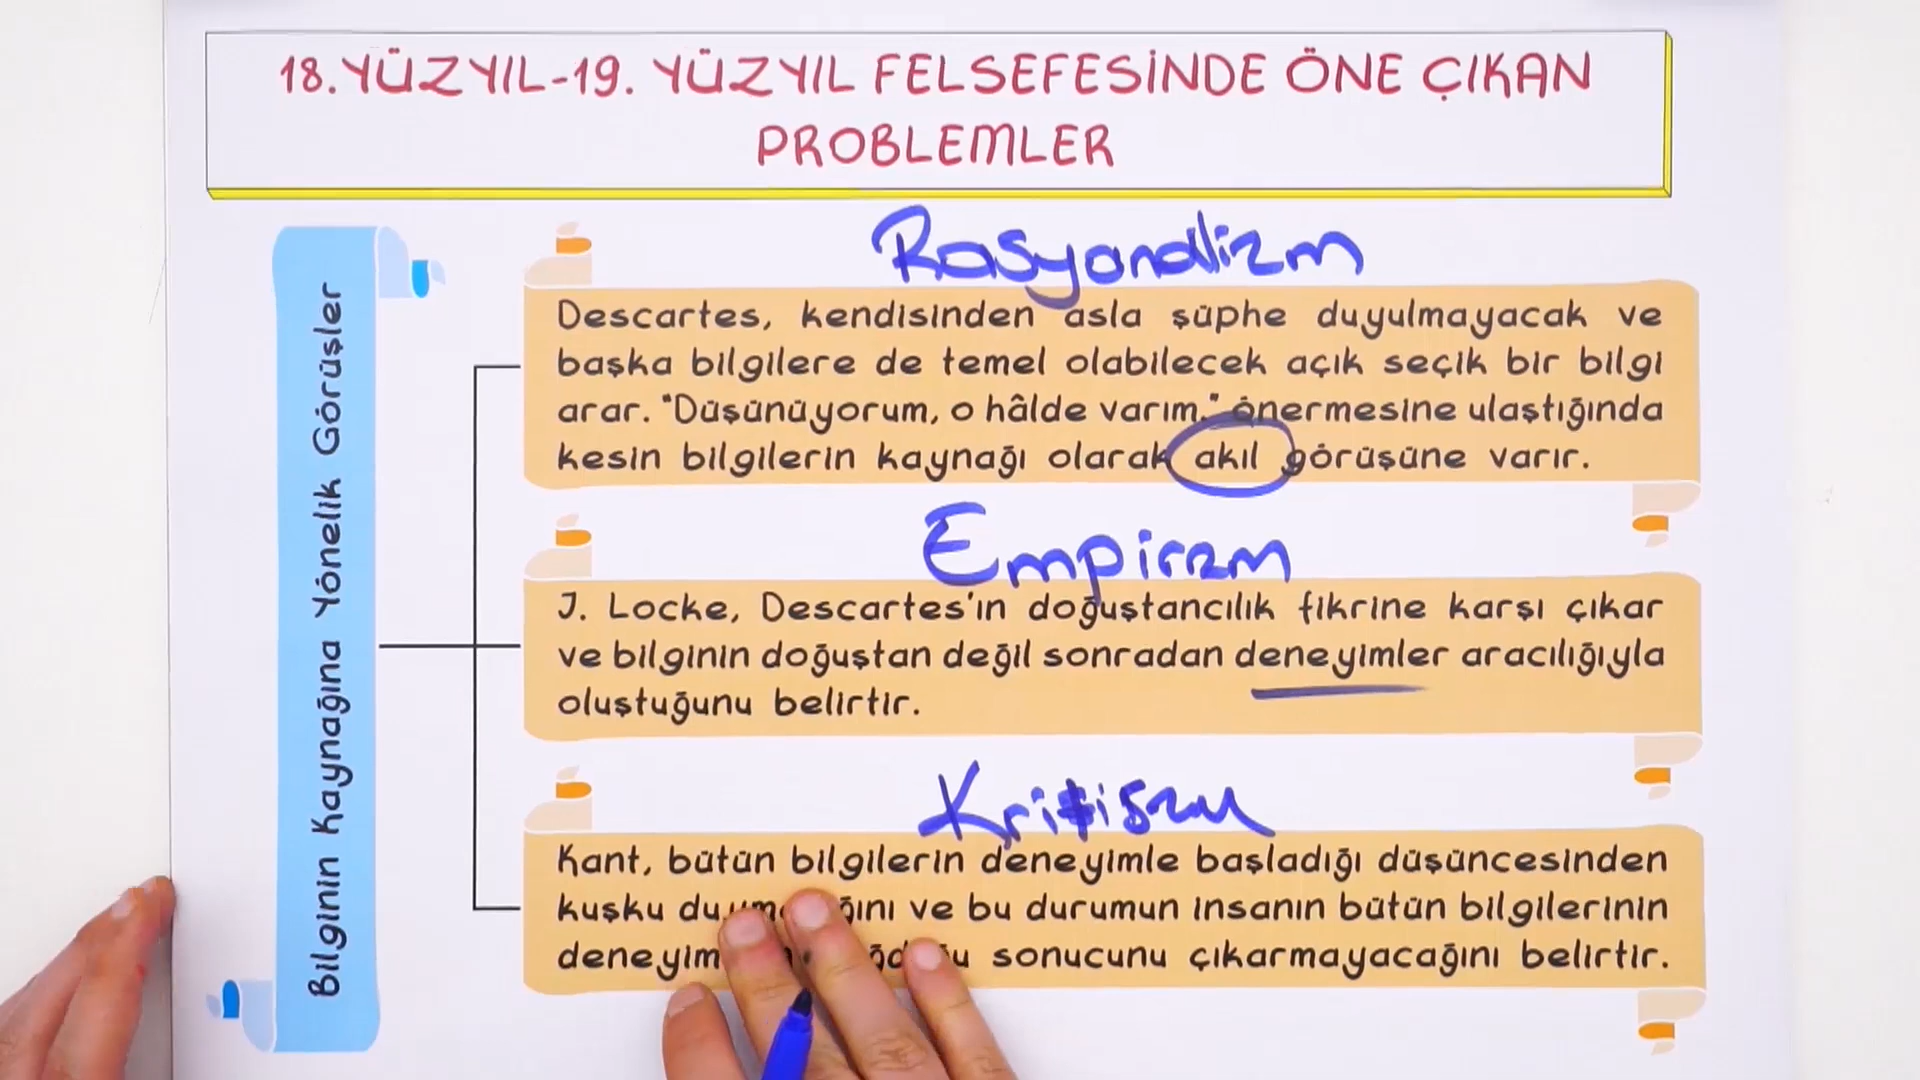 18. YÜZYIL-19. YÜZYIL FELSEFESİNDE ÖNE ÇIKAN
PROBLEMLER
Bilginin Kaynağına Yönelik Görüşler
Rasyonalizm
Descartes, kendisinden asla şüphe duyulmayacak ve
başka bilgilere de temel olabilecek açık seçik bir bilgi
arar. "Düşünüyorum, o hâlde varım." önermesine ulaştığında
kesin bilgilerin kaynağı olarak akıl görüşüne varır.
Empirizm
J. Locke, Descartes'ın doğuştancılık fikrine karşı çıkar
ve bilginin doğuştan değil sonradan deneyimler aracılığıyla
oluştuğunu belirtir.
Kritisizm
Kant, bütün bilgilerin deneyimle başladığı düşüncesinden
kuşku ve bu durumun insanın bütün bilgilerinin
sonucunu çıkarmayacağını belirtir.